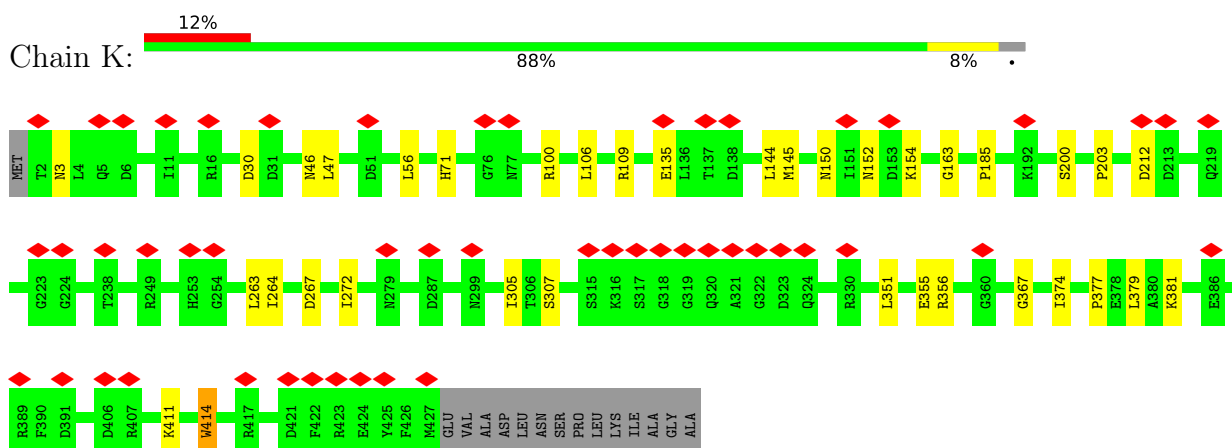 12%
Chain K:
88% 8% •
MET T2 N3 L4 Q5 D6 I11 R16 D30 D31 N46 L47 D51 L56 H71 G76 N77 R100 L106 R109 E135 L136 T137 D138 L144 M145 N150 I151 N152 D153 K154 G163 P185 K192 S200 P203 D212 D213 Q219
G223 G224 T238 R249 H253 G254 L263 I264 D267 I272 N279 D287 N299 I305 T306 S307 S315 K316 S317 G318 G319 Q320 A321 G322 D323 Q324 R330 L351 E355 R356 G360 G367 I374 P377 E378 L379 A380 K381 E386
R389 F390 D391 D406 R407 K411 W414 R417 D421 F422 R423 E424 Y425 F426 M427 GLU VAL ALA ASP LEU ASN SER PRO LEU LYS ILE ALA GLY ALA